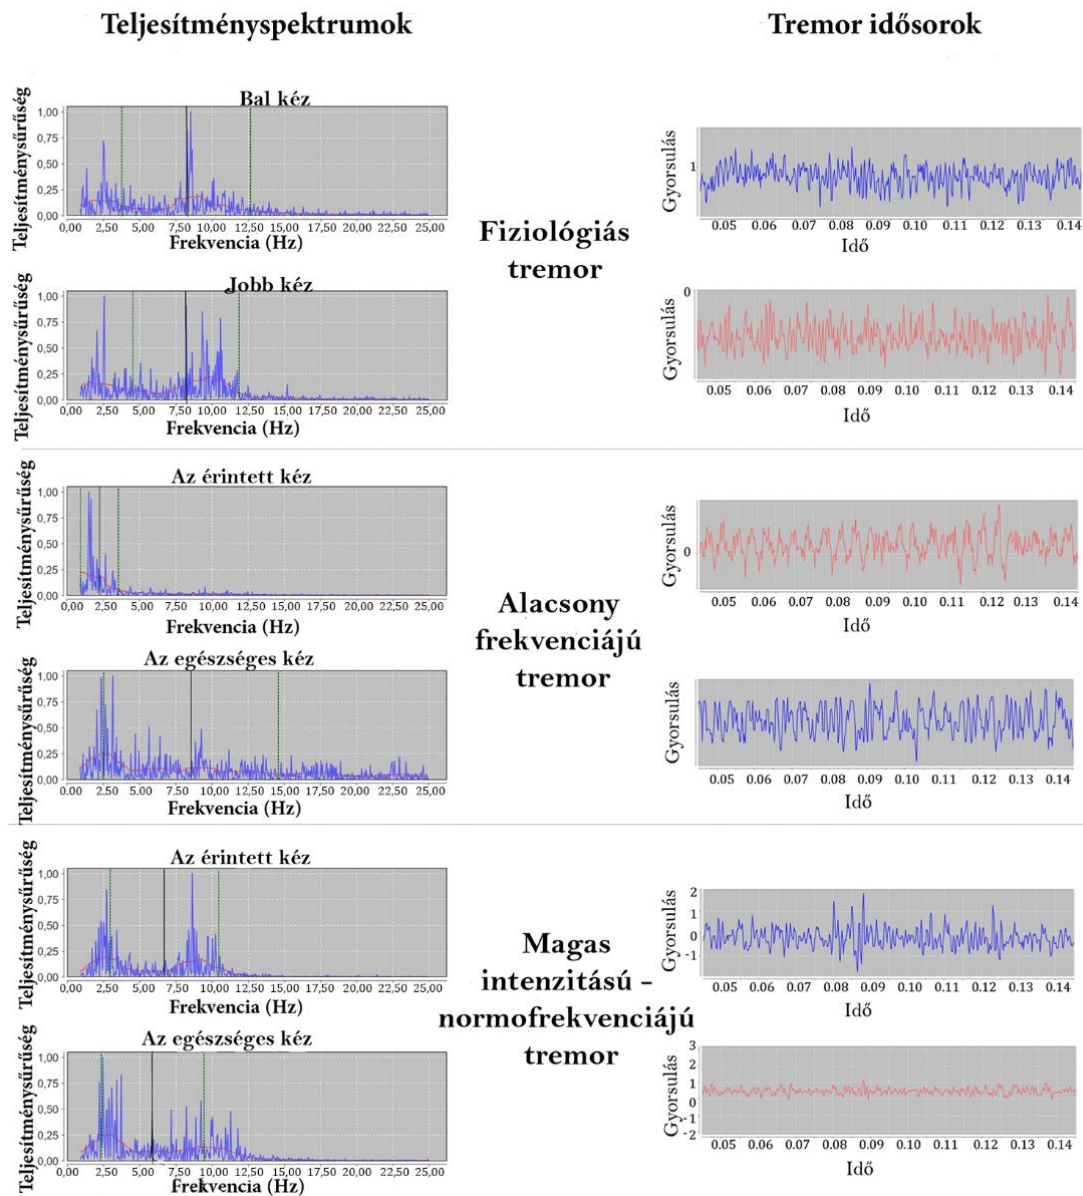 Teljesítményspektrumok
Tremor idősorok
Bal kéz
Teljesítménysűrűség
1,00
0,75
0,50
0,25
0,00
0,00 2,50 5,00 7,50 10,00 12,50 15,00 17,50 20,00 22,50 25,00
Frekvencia (Hz)
Jobb kéz
Teljesítménysűrűség
1,00
0,75
0,50
0,25
0,00
0,00 2,50 5,00 7,50 10,00 12,50 15,00 17,50 20,00 22,50 25,00
Frekvencia (Hz)
Fiziológiás
tremor
Gyorsulás
1
0.05 0.06 0.07 0.08 0.09 0.10 0.11 0.12 0.13 0.14
Idő
Gyorsulás
0
0.05 0.06 0.07 0.08 0.09 0.10 0.11 0.12 0.13 0.14
Idő
Az érintett kéz
Teljesítménysűrűség
1,00
0,75
0,50
0,25
0,00
0,00 2,50 5,00 7,50 10,00 12,50 15,00 17,50 20,00 22,50 25,00
Frekvencia (Hz)
Az egészséges kéz
Teljesítménysűrűség
1,00
0,75
0,50
0,25
0,00
0,00 2,50 5,00 7,50 10,00 12,50 15,00 17,50 20,00 22,50 25,00
Frekvencia (Hz)
Alacsony
frekvenciájú
tremor
Gyorsulás
0
0.05 0.06 0.07 0.08 0.09 0.10 0.11 0.12 0.13 0.14
Idő
Gyorsulás
0.05 0.06 0.07 0.08 0.09 0.10 0.11 0.12 0.13 0.14
Idő
Az érintett kéz
Teljesítménysűrűség
1,00
0,75
0,50
0,25
0,00
0,00 2,50 5,00 7,50 10,00 12,50 15,00 17,50 20,00 22,50 25,00
Frekvencia (Hz)
Az egészséges kéz
Teljesítménysűrűség
1,00
0,75
0,50
0,25
0,00
0,00 2,50 5,00 7,50 10,00 12,50 15,00 17,50 20,00 22,50 25,00
Frekvencia (Hz)
Magas
intenzitású -
normofrekvenciájú
tremor
Gyorsulás
2
1
0
-1
0.05 0.06 0.07 0.08 0.09 0.10 0.11 0.12 0.13 0.14
Idő
Gyorsulás
3
2
1
0
-1
-2
0.05 0.06 0.07 0.08 0.09 0.10 0.11 0.12 0.13 0.14
Idő